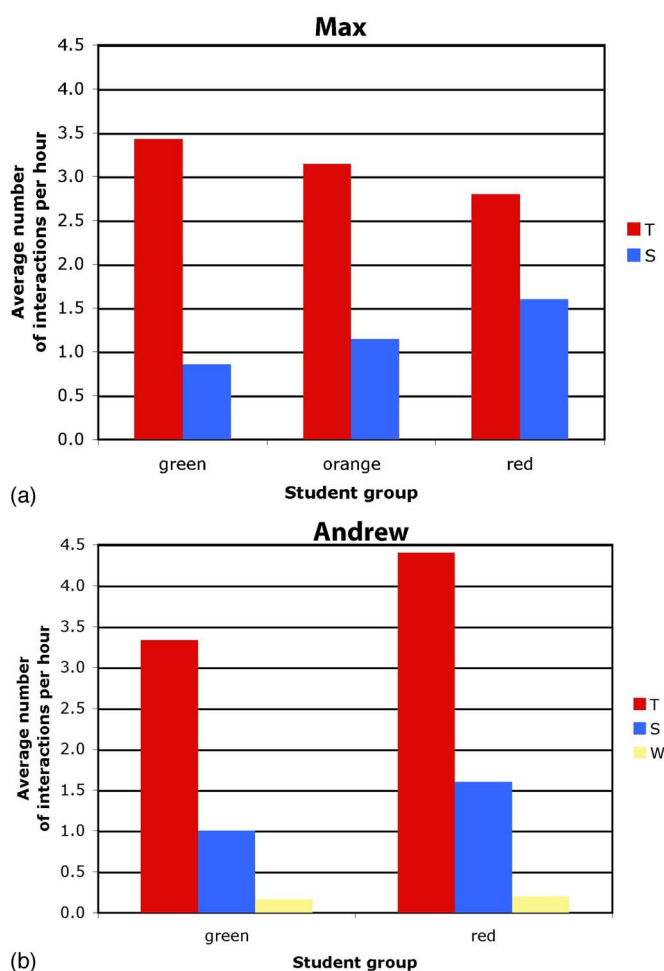 Max
4.5
4.0
3.5
3.0
2.5
2.0
1.5
1.0
0.5
0.0
Average number
of interactions per hour
green orange red
Student group
T
S
(a)
Andrew
4.5
4.0
3.5
3.0
2.5
2.0
1.5
1.0
0.5
0.0
Average number
of interactions per hour
green red
Student group
T
S
W
(b)